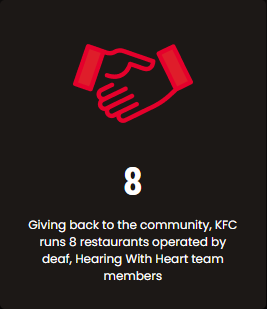 8
Giving back to the community, KFC
runs 8 restaurants operated by
deaf, Hearing With Heart team
members